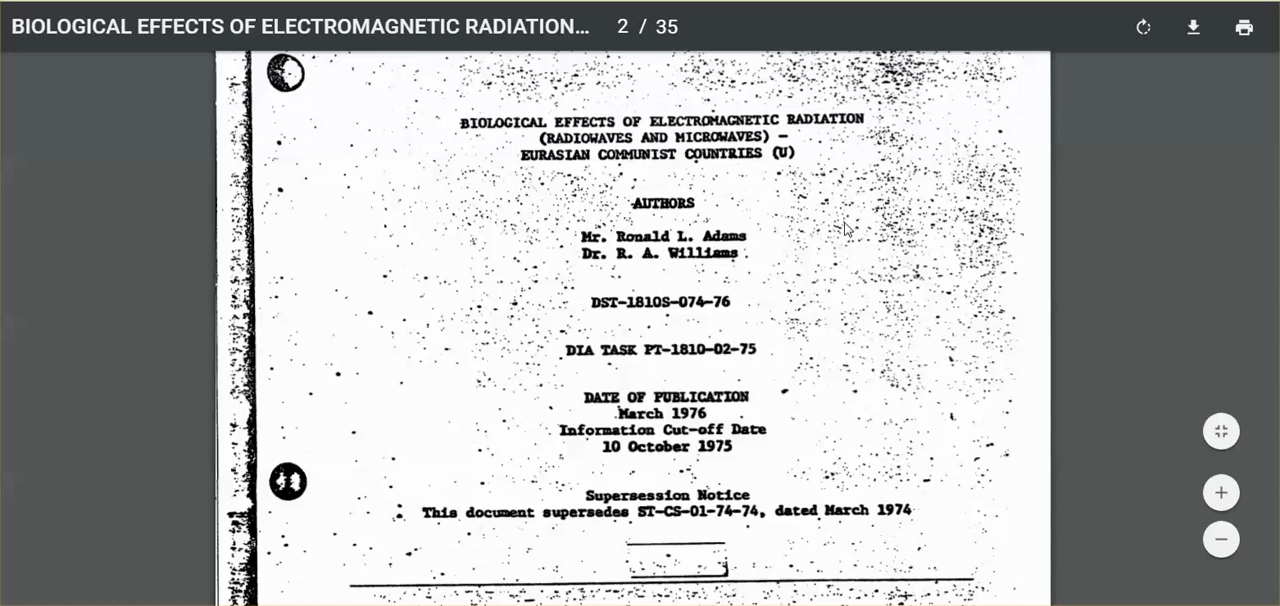 BIOLOGICAL EFFECTS OF ELECTROMAGNETIC RADIATION... 2 / 35
BIOLOGICAL EFFECTS OF ELECTROMAGNETIC RADIATION
(RADIOWAVES AND MICROWAVES) —
EURASIAN COMMUNIST COUNTRIES (U)
AUTHORS
Mr. Ronald L. Adams
Dr. R. A. Williams
DST-1810S-074-76
DIA TASK PT-1810-02-75
DATE OF PUBLICATION
March 1976
Information Cut-off Date
10 October 1975
Supersession Notice
This document supersedes ST-CS-01-74-74, dated March 1974